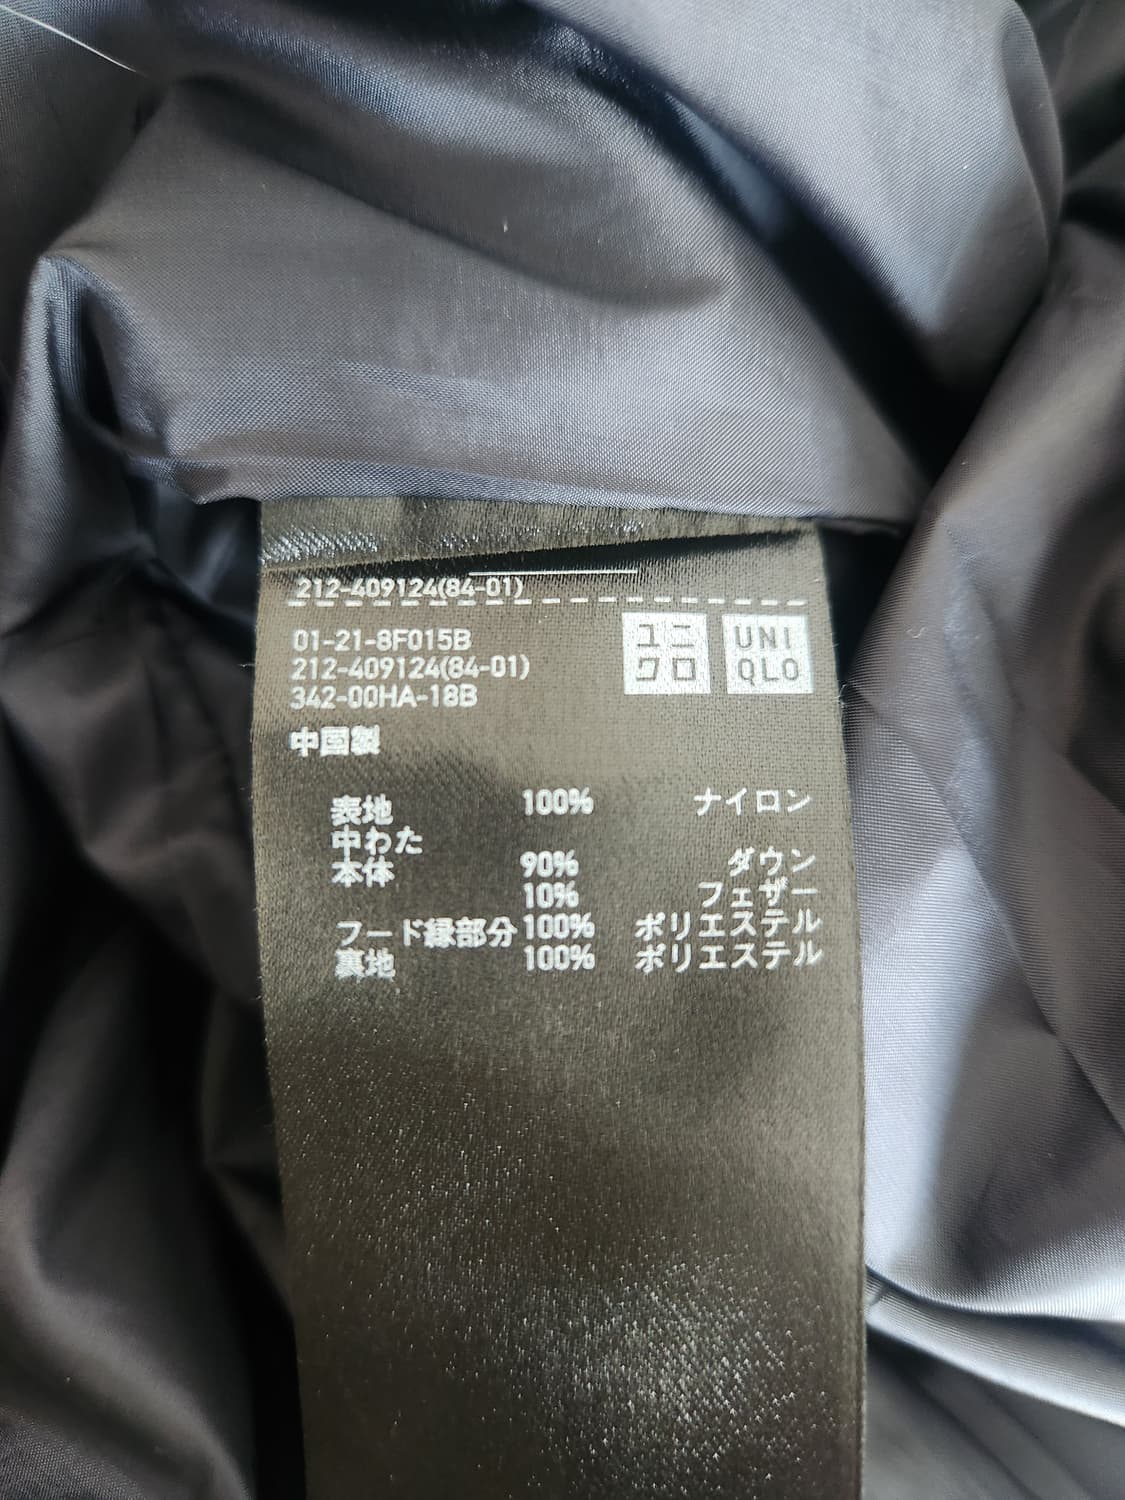 212-409124(84-01)
01-21-8F015B
212-409124(84-01)
342-00HA-18B
ユニ
クロ
UNI
QLO
中国製
表地 100% ナイロン
中わた
本体 90% ダウン
10% フェザー
フード縁部分 100% ポリエステル
裏地 100% ポリエステル